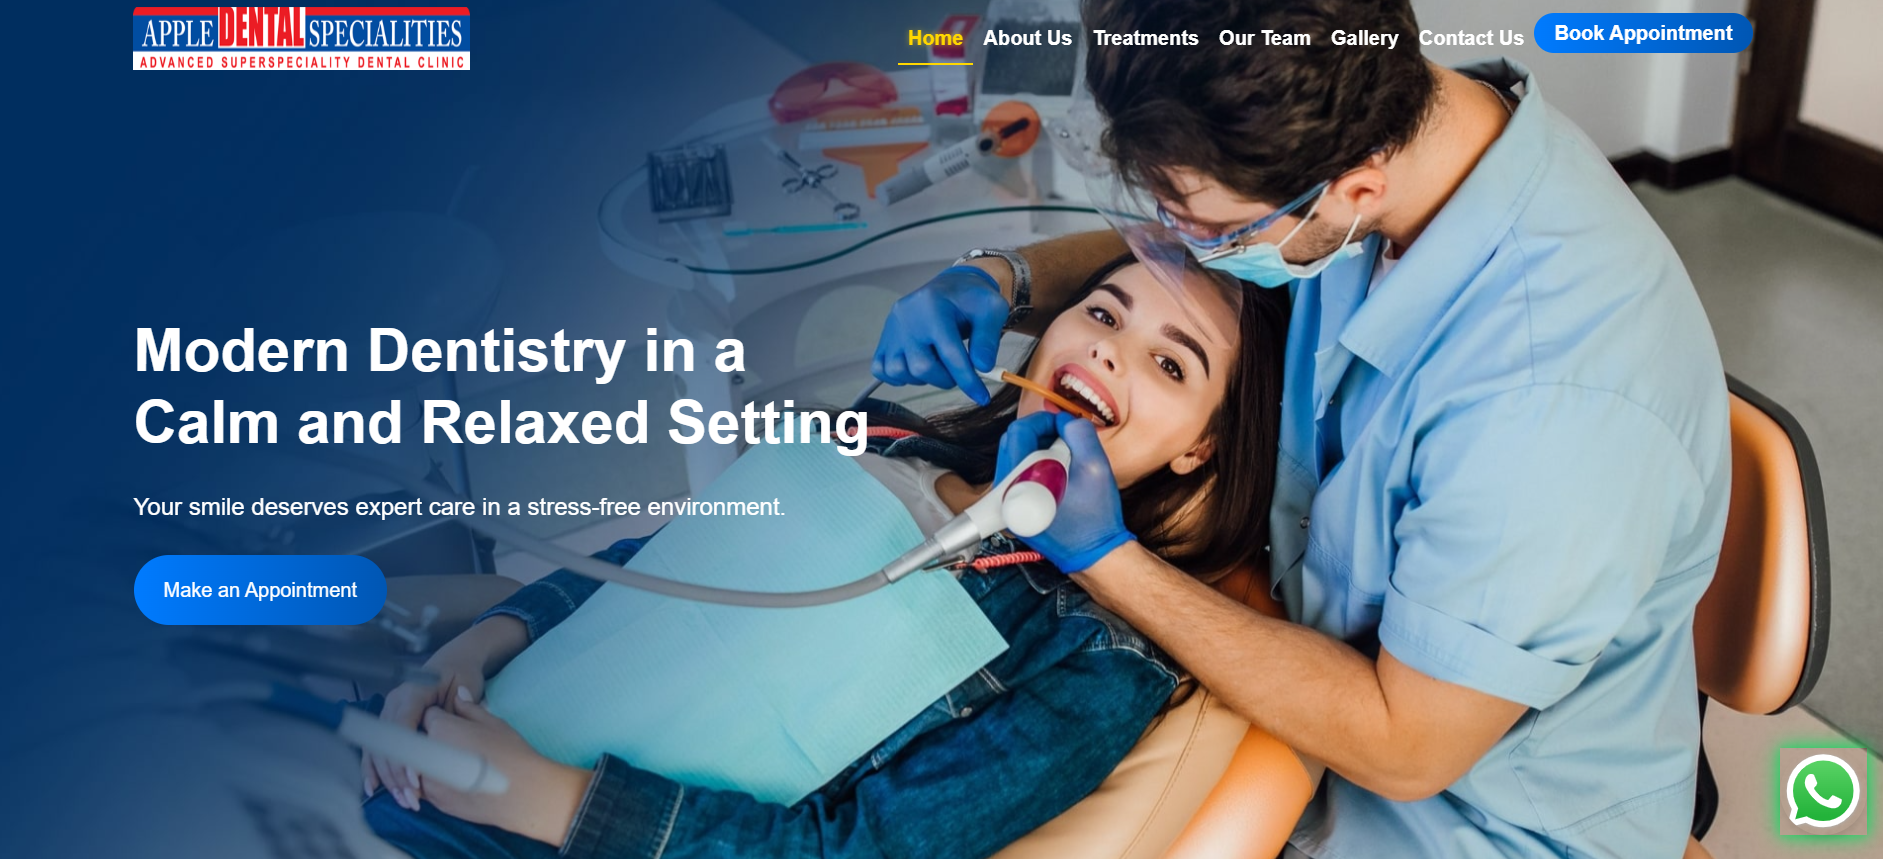 APPLE DENTAL SPECIALITIES
ADVANCED SUPERSPECIALITY DENTAL CLINIC
Home About Us Treatments Our Team Gallery Contact Us Book Appointment
Modern Dentistry in a
Calm and Relaxed Setting
Your smile deserves expert care in a stress-free environment.
Make an Appointment